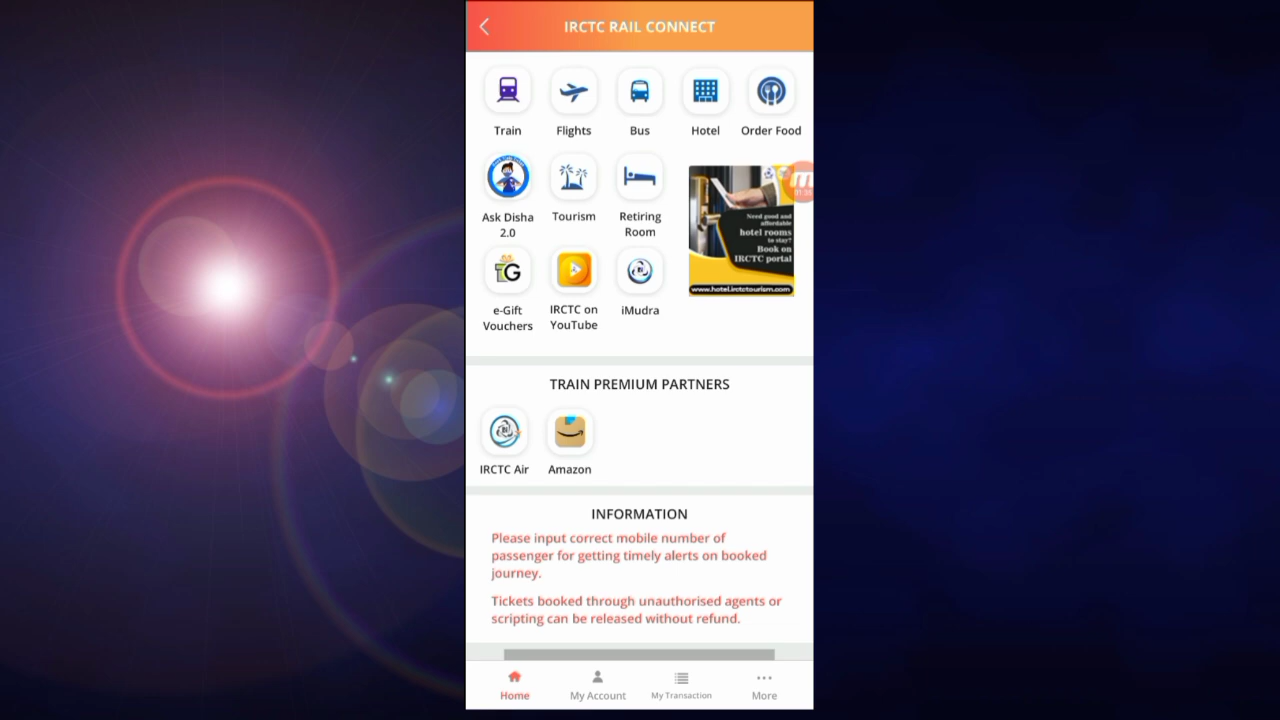 IRCTC RAIL CONNECT
Train
Flights
Bus
Hotel
Order Food
Ask Disha
2.0
Tourism
Retiring
Room
Need good and
affordable
hotel rooms
to stay?
Book on
IRCTC portal
www.hotel.irctctourism.com
e-Gift
Vouchers
IRCTC on
YouTube
iMudra
TRAIN PREMIUM PARTNERS
IRCTC Air
Amazon
INFORMATION
Please input correct mobile number of
passenger for getting timely alerts on booked
journey.
Tickets booked through unauthorised agents or
scripting can be released without refund.
Home
My Account
My Transaction
More